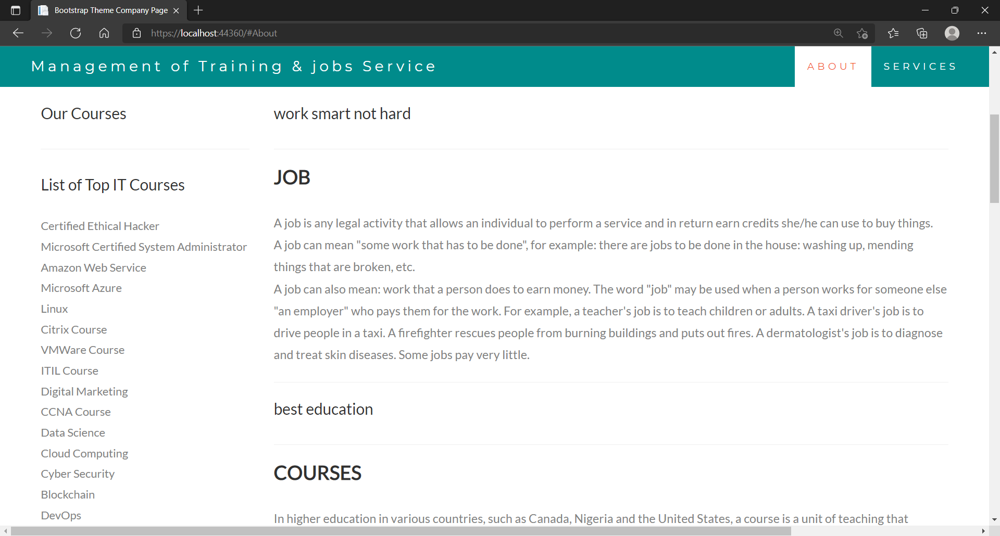 Bootstrap Theme Company Page
https://localhost:44360/#About
Management of Training & jobs Service
ABOUT
SERVICES
Our Courses
List of Top IT Courses
Certified Ethical Hacker
Microsoft Certified System Administrator
Amazon Web Service
Microsoft Azure
Linux
Citrix Course
VMWare Course
ITIL Course
Digital Marketing
CCNA Course
Data Science
Cloud Computing
Cyber Security
Blockchain
DevOps
work smart not hard
JOB
A job is any legal activity that allows an individual to perform a service and in return earn credits she/he can use to buy things.
A job can mean "some work that has to be done", for example: there are jobs to be done in the house: washing up, mending
things that are broken, etc.
A job can also mean: work that a person does to earn money. The word "job" may be used when a person works for someone else
"an employer" who pays them for the work. For example, a teacher's job is to teach children or adults. A taxi driver's job is to
drive people in a taxi. A firefighter rescues people from burning buildings and puts out fires. A dermatologist's job is to diagnose
and treat skin diseases. Some jobs pay very little.
best education
COURSES
In higher education in various countries, such as Canada, Nigeria and the United States, a course is a unit of teaching that